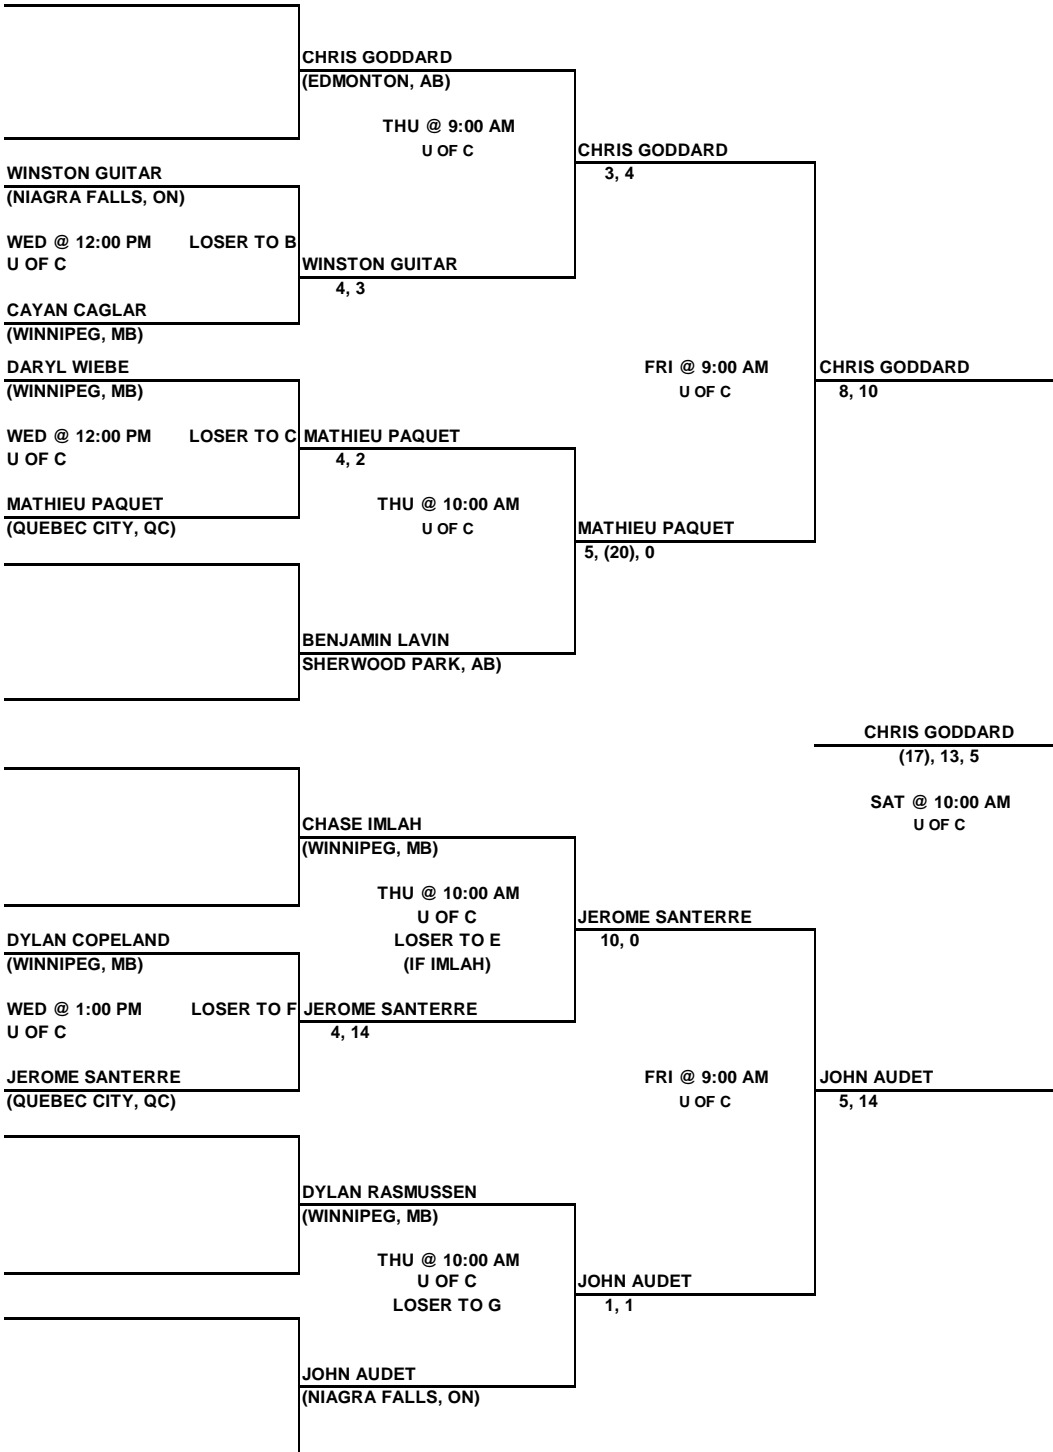 CHRIS GODDARD
(EDMONTON, AB)
THU @ 9:00 AM
U OF C
CHRIS GODDARD
3, 4
WINSTON GUITAR
(NIAGRA FALLS, ON)
WED @ 12:00 PM LOSER TO B
U OF C
WINSTON GUITAR
4, 3
CAYAN CAGLAR
(WINNIPEG, MB)
DARYL WIEBE
(WINNIPEG, MB)
FRI @ 9:00 AM
U OF C
CHRIS GODDARD
8, 10
WED @ 12:00 PM LOSER TO C
U OF C
MATHIEU PAQUET
4, 2
MATHIEU PAQUET
(QUEBEC CITY, QC)
THU @ 10:00 AM
U OF C
MATHIEU PAQUET
5, (20), 0
BENJAMIN LAVIN
SHERWOOD PARK, AB)
CHRIS GODDARD
(17), 13, 5
SAT @ 10:00 AM
U OF C
CHASE IMLAH
(WINNIPEG, MB)
THU @ 10:00 AM
U OF C
LOSER TO E
(IF IMLAH)
JEROME SANTERRE
10, 0
DYLAN COPELAND
(WINNIPEG, MB)
WED @ 1:00 PM LOSER TO F
U OF C
JEROME SANTERRE
4, 14
JEROME SANTERRE
(QUEBEC CITY, QC)
FRI @ 9:00 AM
U OF C
JOHN AUDET
5, 14
DYLAN RASMUSSEN
(WINNIPEG, MB)
THU @ 10:00 AM
U OF C
LOSER TO G
JOHN AUDET
1, 1
JOHN AUDET
(NIAGRA FALLS, ON)